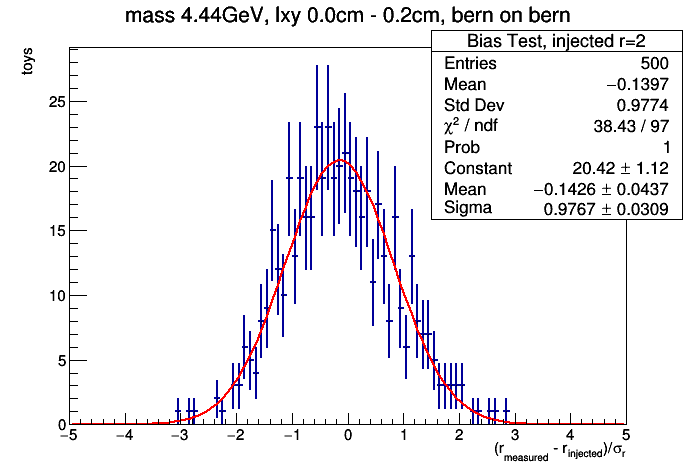 mass 4.44GeV, lxy 0.0cm - 0.2cm, bern on bern
toys
Bias Test, injected r=2
Entries 500
Mean −0.1397
Std Dev 0.9774
χ² / ndf 38.43 / 97
Prob 1
Constant 20.42 ± 1.12
Mean −0.1426 ± 0.0437
Sigma 0.9767 ± 0.0309
25
20
15
10
5
0
−5 −4 −3 −2 −1 0 1 2 3 4 5
(r_measured - r_injected)/σ_r